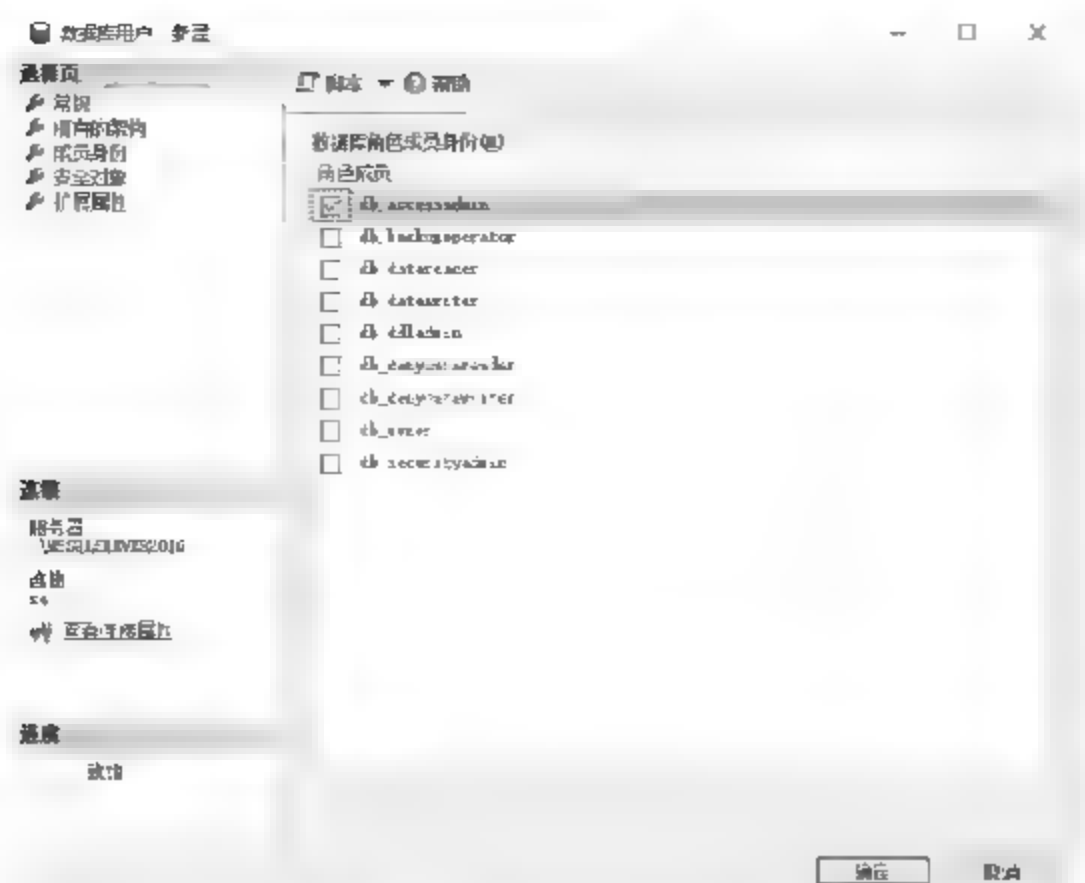 数据库用户 - 新建
选择页
常规
拥有的架构
成员身份
安全对象
扩展属性
脚本
帮助
数据库角色成员身份(M)
角色成员
db_accessadmin
db_backupoperator
db_datareader
db_datawriter
db_ddladmin
db_denydatareader
db_denydatawriter
db_owner
db_securityadmin
连接
服务器
连接
sa
查看连接属性
进度
就绪
确定
取消